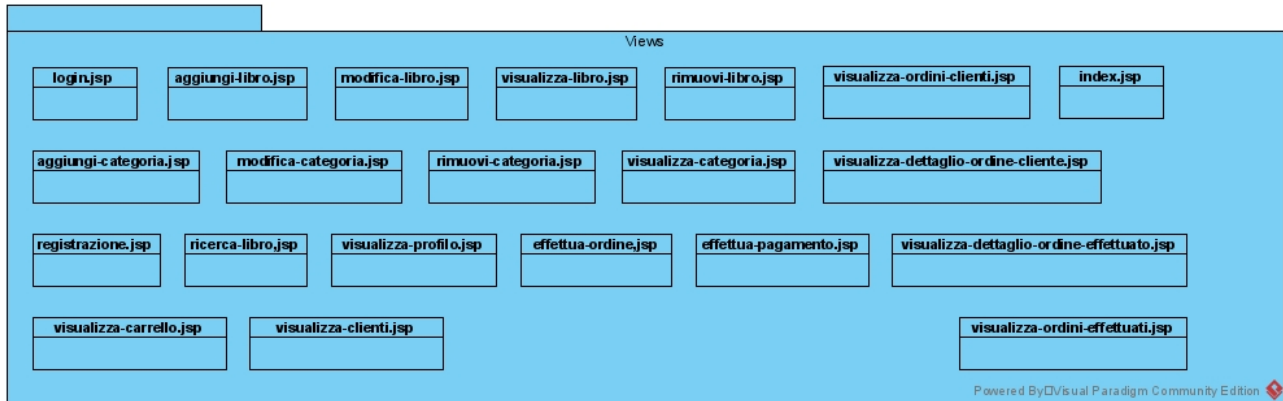 Views
login.jsp aggiungi-libro.jsp modifica-libro.jsp visualizza-libro.jsp rimuovi-libro.jsp visualizza-ordini-clienti.jsp index.jsp
aggiungi-categoria.jsp modifica-categoria.jsp rimuovi-categoria.jsp visualizza-categoria.jsp visualizza-dettaglio-ordine-cliente.jsp
registrazione.jsp ricerca-libro,jsp visualizza-profilo.jsp effettua-ordine,jsp effettua-pagamento.jsp visualizza-dettaglio-ordine-effettuato.jsp
visualizza-carrello.jsp visualizza-clienti.jsp visualizza-ordini-effettuati.jsp
Powered By□Visual Paradigm Community Edition